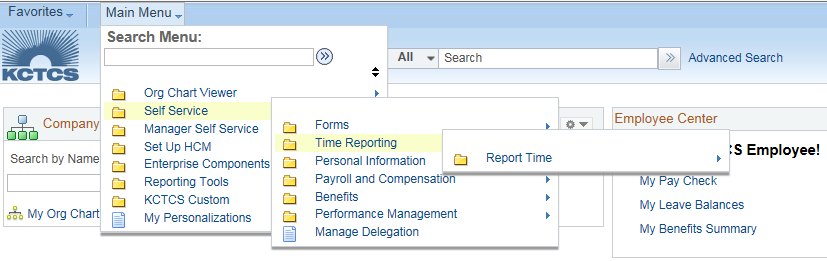 Favorites
Main Menu
Search Menu:
KCTCS
All
Search
Advanced Search
Org Chart Viewer
Self Service
Manager Self Service
Set Up HCM
Enterprise Components
Reporting Tools
KCTCS Custom
My Personalizations
Forms
Time Reporting
Personal Information
Payroll and Compensation
Benefits
Performance Management
Manage Delegation
Report Time
Company
Search by Name
My Org Chart
Employee Center
CS Employee!
My Pay Check
My Leave Balances
My Benefits Summary